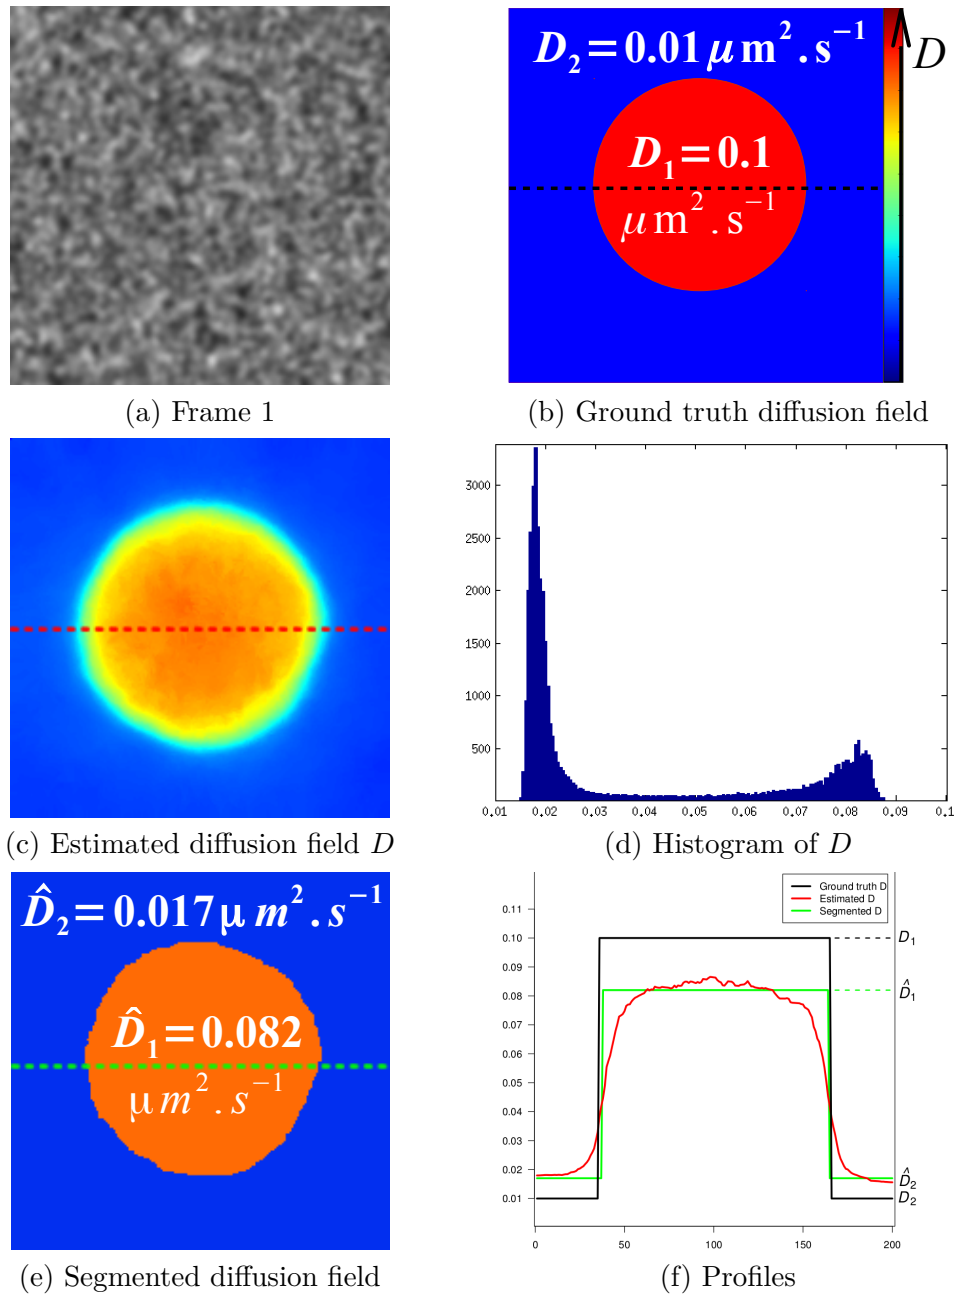 D₂ = 0.01 μm².s⁻¹
D
D₁ = 0.1
μm².s⁻¹
(a) Frame 1
(b) Ground truth diffusion field
3000
2500
2000
1500
1000
500
0.01 0.02 0.03 0.04 0.05 0.06 0.07 0.08 0.09 0.1
(c) Estimated diffusion field D
(d) Histogram of D
D̂₂ = 0.017 μm².s⁻¹
D̂₁ = 0.082
μm².s⁻¹
(e) Segmented diffusion field
Ground truth D
Estimated D
Segmented D
0.11
0.10
0.09
0.08
0.07
0.06
0.05
0.04
0.03
0.02
0.01
D₁
D̂₁
D̂₂
D₂
0 50 100 150 200
(f) Profiles